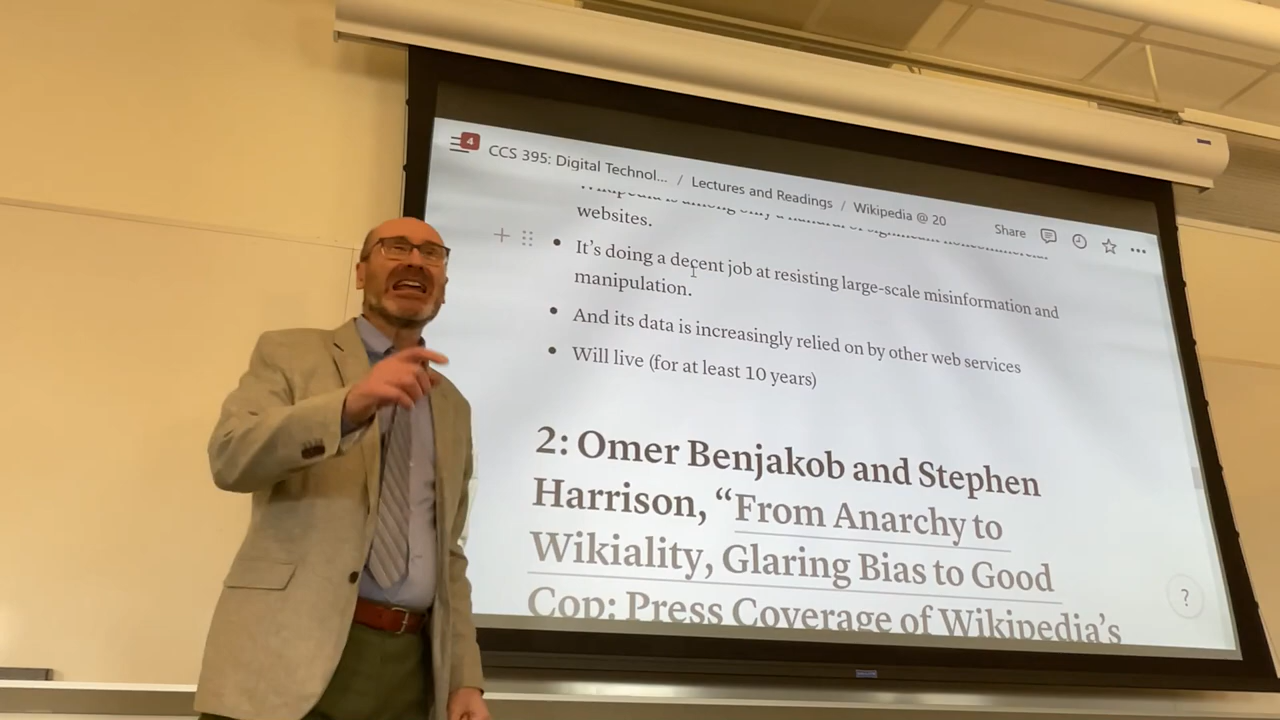 4
CCS 395: Digital Technol... / Lectures and Readings / Wikipedia @ 20
Share
websites.
It's doing a decent job at resisting large-scale misinformation and
manipulation.
And its data is increasingly relied on by other web services
Will live (for at least 10 years)
2: Omer Benjakob and Stephen
Harrison, “From Anarchy to
Wikiality, Glaring Bias to Good
Cop: Press Coverage of Wikipedia’s
?